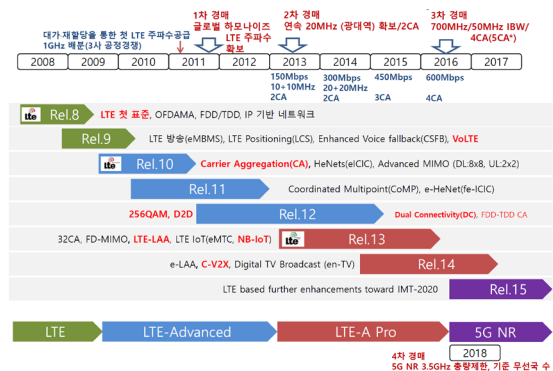 대가 재할당을 통한 첫 LTE 주파수공급
1GHz 배분(3사 공정경쟁)
1차 경매
글로벌 하모나이즈
LTE 주파수
확보
2차 경매
연속 20MHz (광대역) 확보/2CA
3차 경매
700MHz/50MHz IBW/
4CA(5CA*)
2008 2009 2010 2011 2012 2013 2014 2015 2016 2017
150Mbps
10+10MHz
2CA
300Mbps
20+20MHz
2CA
450Mbps
3CA
600Mbps
4CA
lte Rel.8 LTE 첫 표준, OFDAMA, FDD/TDD, IP 기반 네트워크
Rel.9 LTE 방송(eMBMS), LTE Positioning(LCS), Enhanced Voice fallback(CSFB), VoLTE
lte Rel.10 Carrier Aggregation(CA), HeNets(eICIC), Advanced MIMO (DL:8x8, UL:2x2)
Rel.11 Coordinated Multipoint(CoMP), e-HeNet(fe-ICIC)
256QAM, D2D Rel.12 Dual Connectivity(DC), FDD-TDD CA
32CA, FD-MIMO, LTE-LAA, LTE IoT(eMTC, NB-IoT) lte Rel.13
e-LAA, C-V2X, Digital TV Broadcast (en-TV) Rel.14
LTE based further enhancements toward IMT-2020 Rel.15
LTE LTE-Advanced LTE-A Pro 5G NR
4차 경매 2018
5G NR 3.5GHz 총량제한, 기준 무선국 수